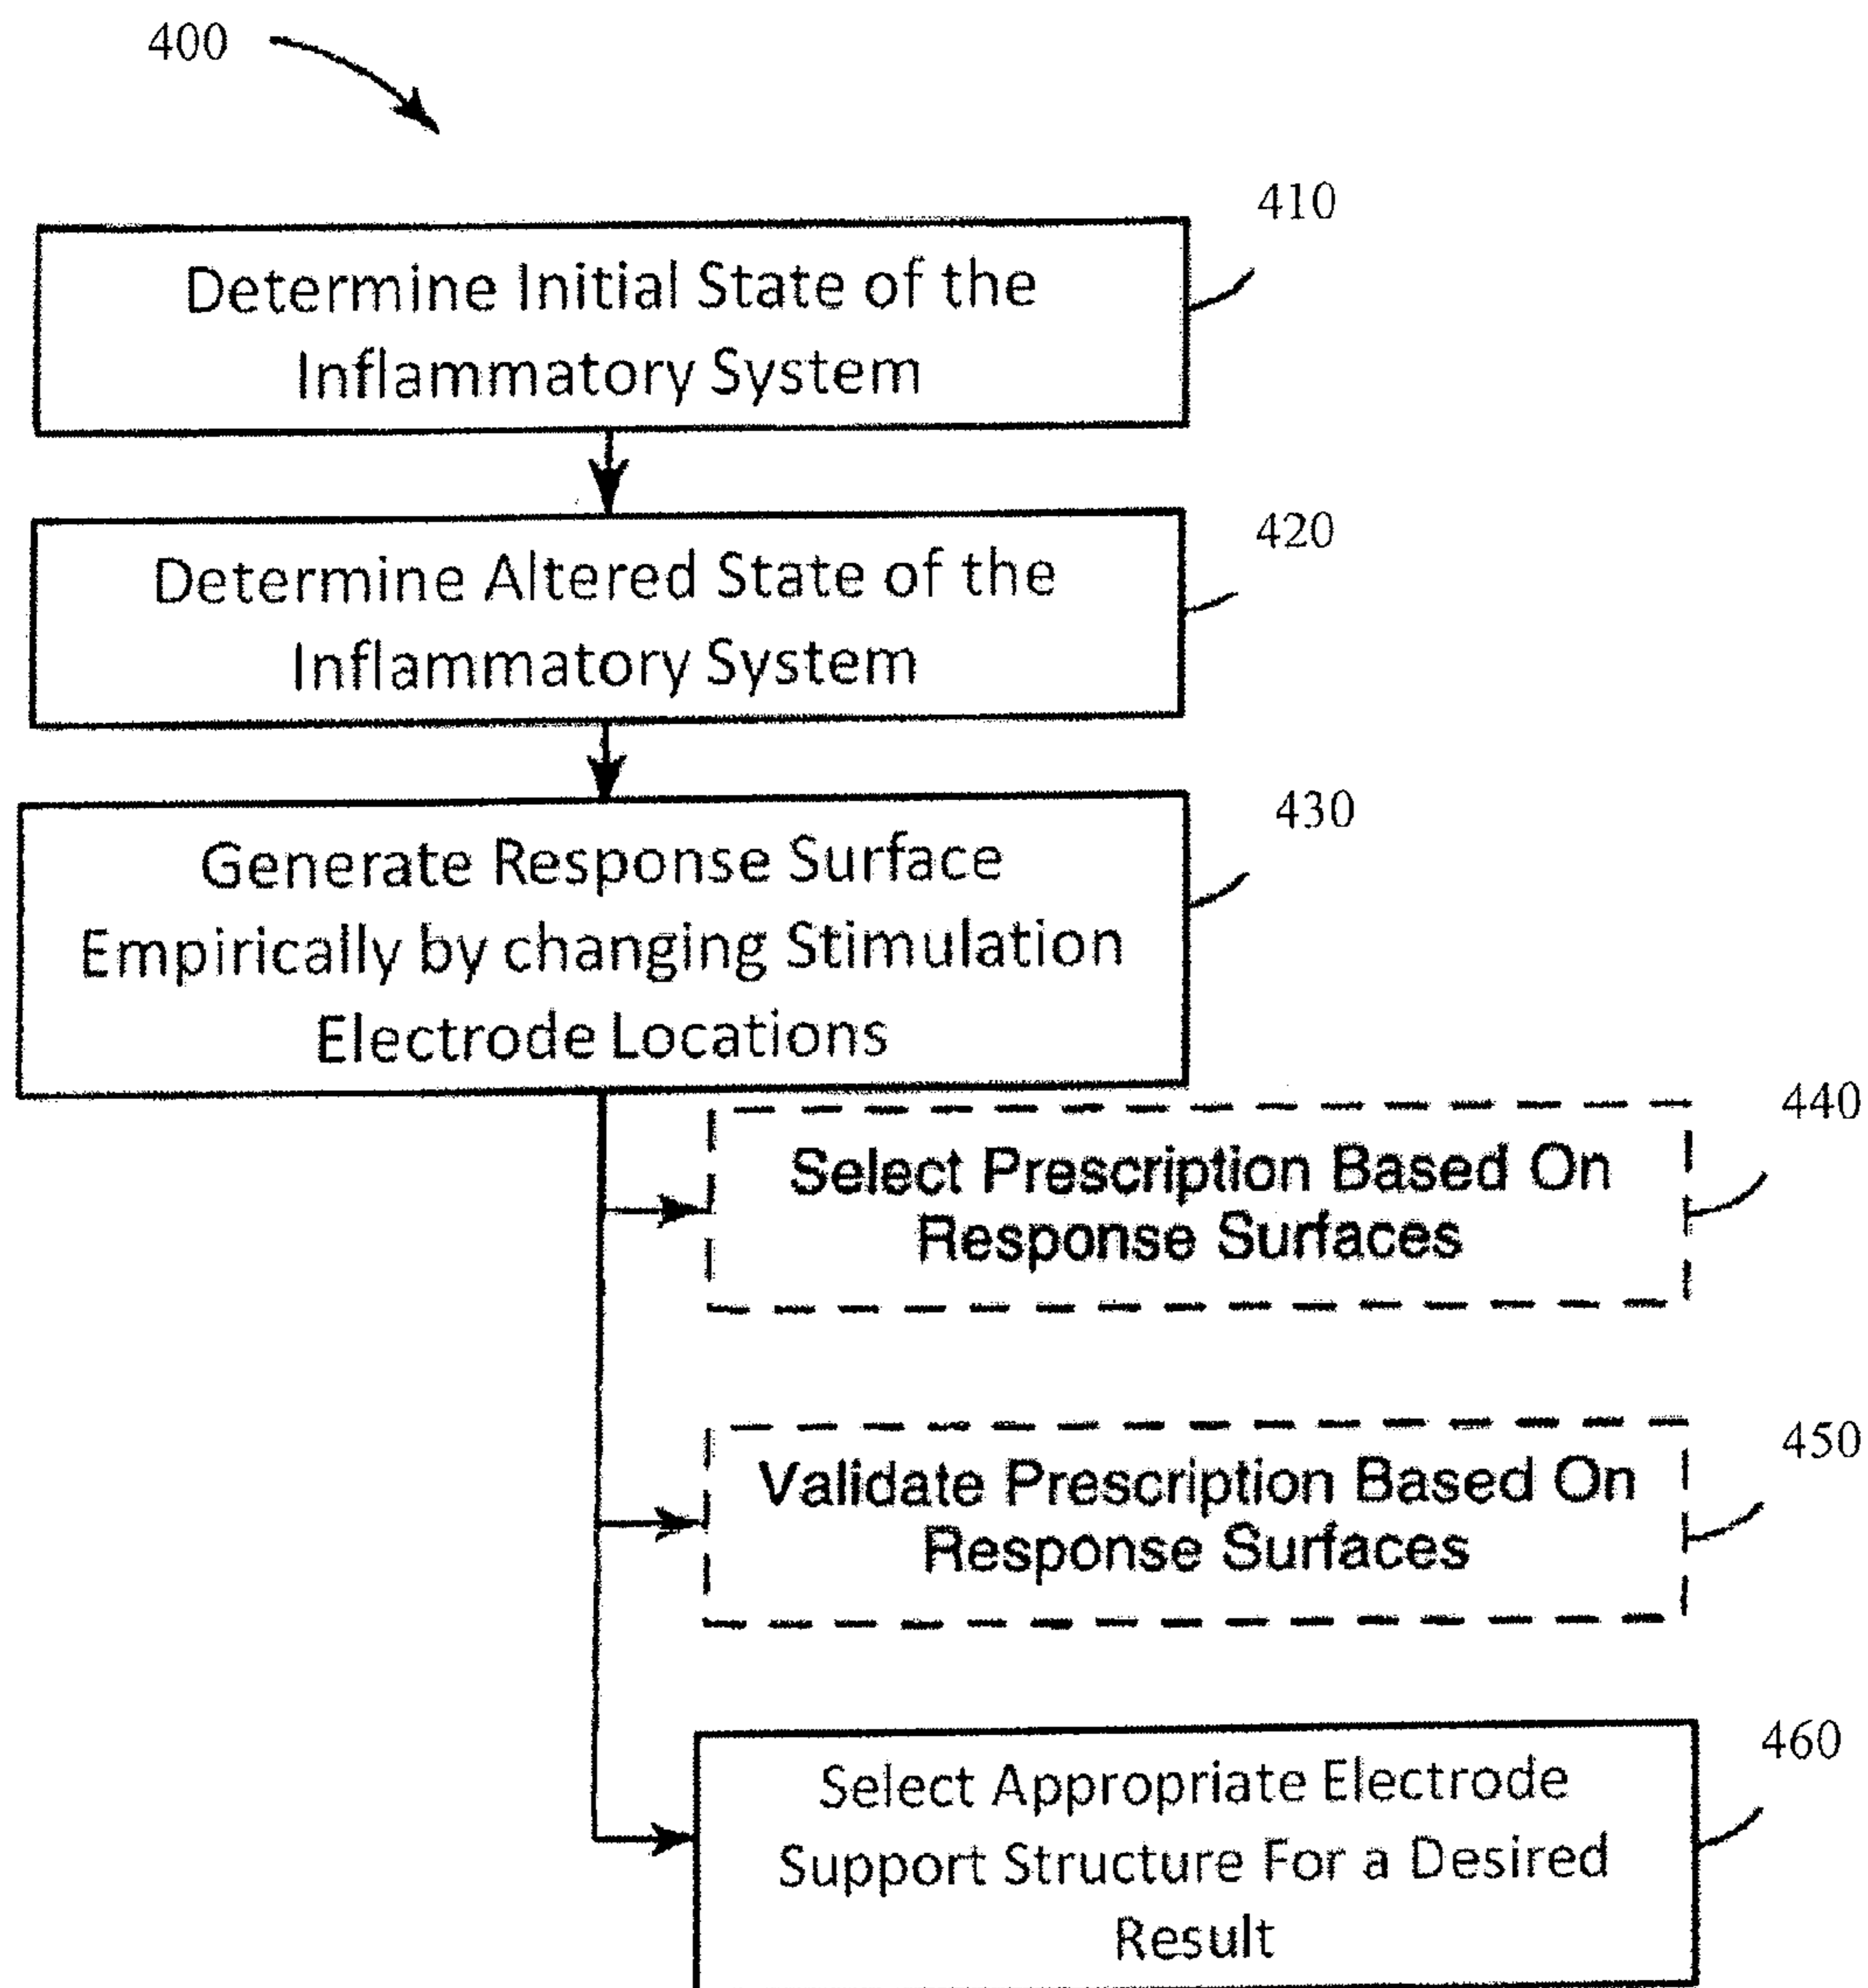 400
410
Determine Initial State of the
Inflammatory System
420
Determine Altered State of the
Inflammatory System
430
Generate Response Surface
Empirically by changing Stimulation
Electrode Locations
440
Select Prescription Based On
Response Surfaces
450
Validate Prescription Based On
Response Surfaces
460
Select Appropriate Electrode
Support Structure For a Desired
Result